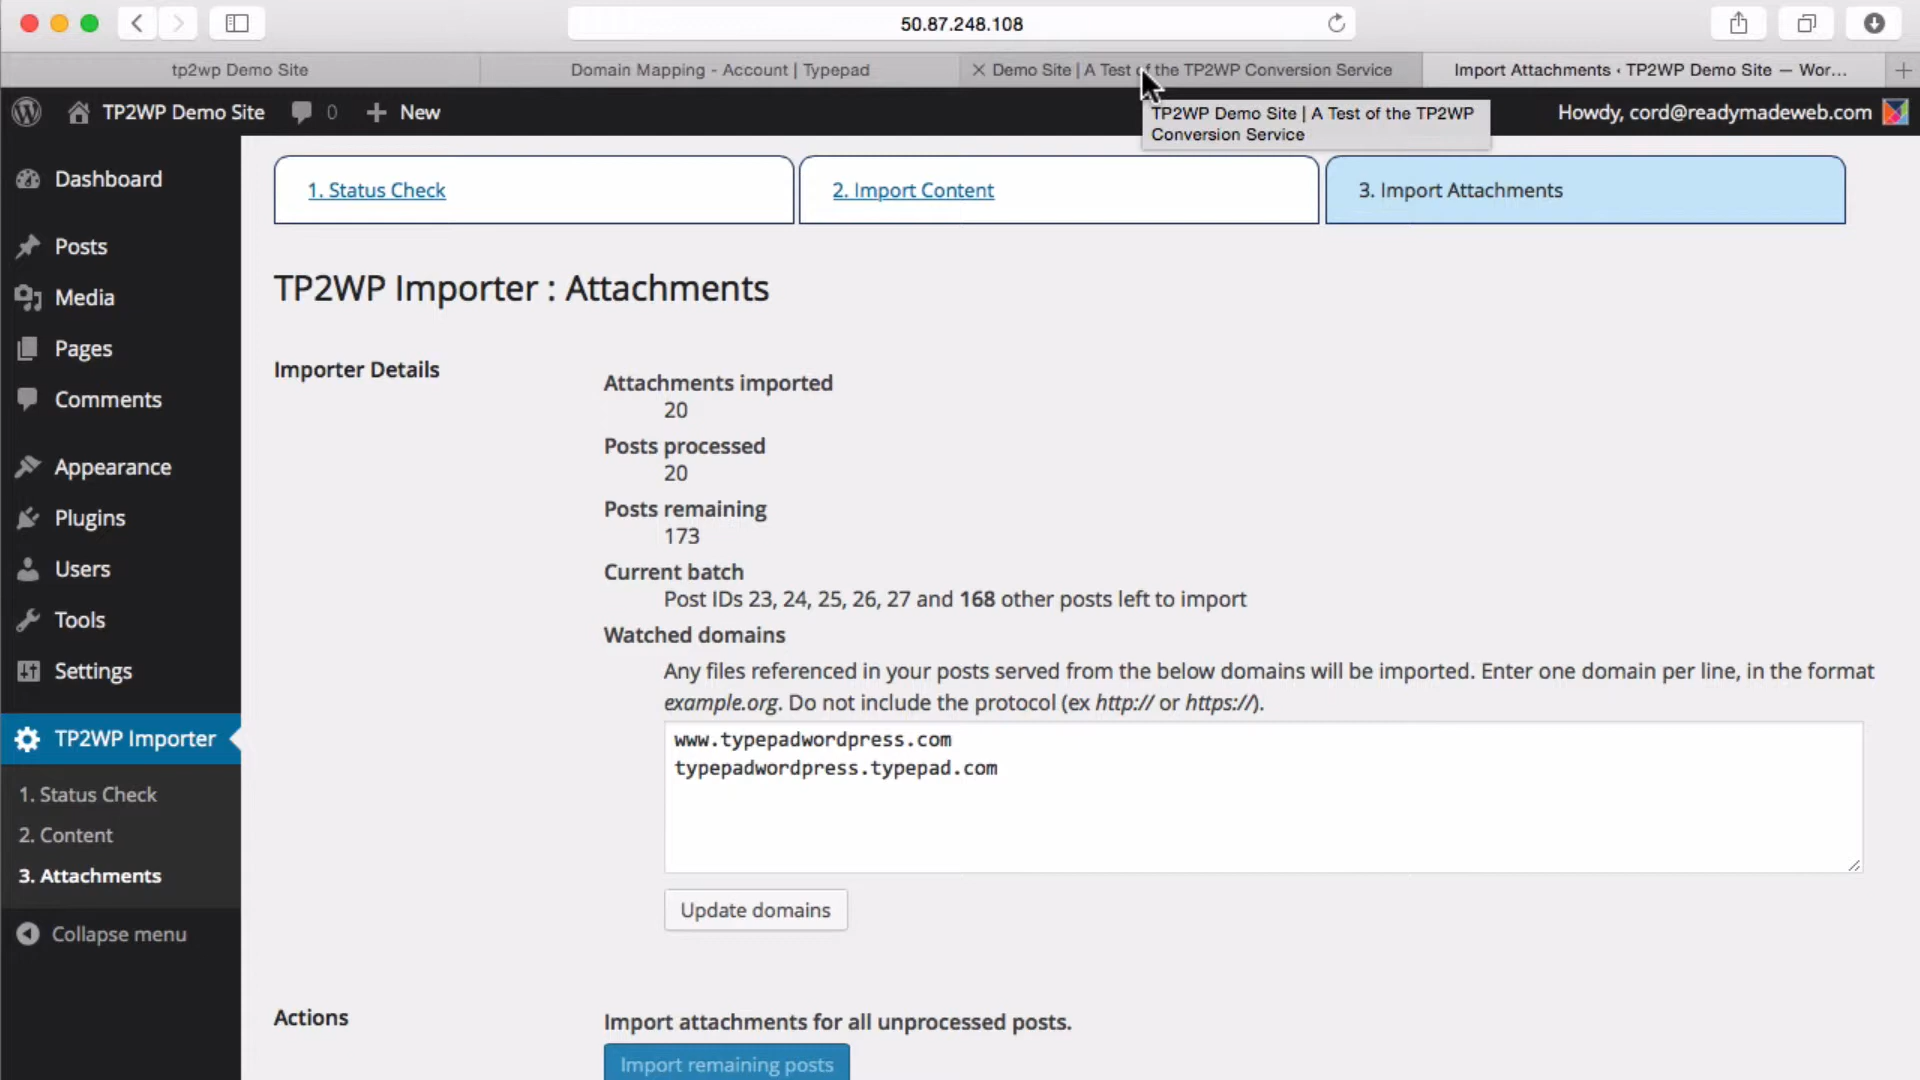 50.87.248.108
tp2wp Demo Site
Domain Mapping - Account | Typepad
Demo Site | A Test of the TP2WP Conversion Service
Import Attachments ‹ TP2WP Demo Site — Wor...
TP2WP Demo Site
0
New
TP2WP Demo Site | A Test of the TP2WP
Conversion Service
Howdy, cord@readymadeweb.com
Dashboard
Posts
Media
Pages
Comments
Appearance
Plugins
Users
Tools
Settings
TP2WP Importer
1. Status Check
2. Content
3. Attachments
Collapse menu
1. Status Check
2. Import Content
3. Import Attachments
TP2WP Importer : Attachments
Importer Details
Attachments imported
20
Posts processed
20
Posts remaining
173
Current batch
Post IDs 23, 24, 25, 26, 27 and 168 other posts left to import
Watched domains
Any files referenced in your posts served from the below domains will be imported. Enter one domain per line, in the format
example.org. Do not include the protocol (ex http:// or https://).
www.typepadwordpress.com
typepadwordpress.typepad.com
Update domains
Actions
Import attachments for all unprocessed posts.
Import remaining posts